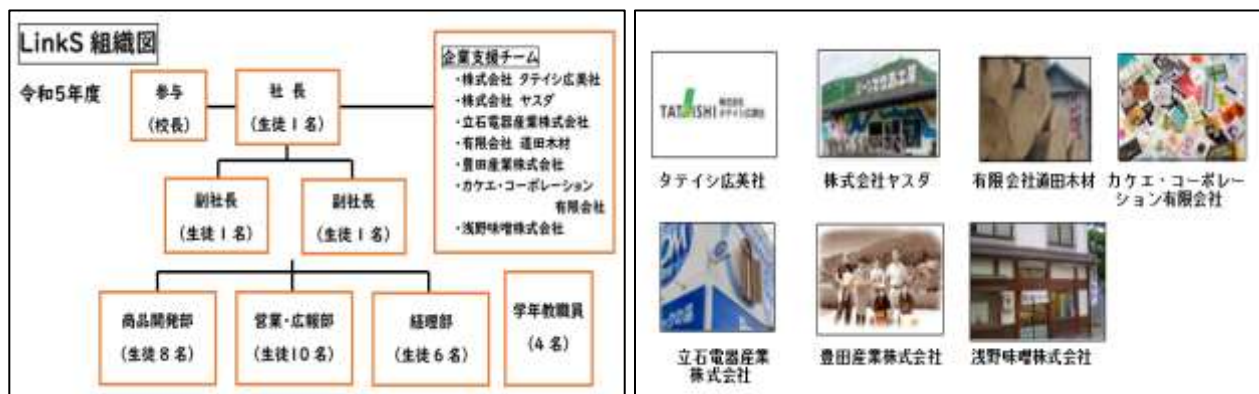 LinkS 組織図
令和5年度
参与
(校長)
社長
(生徒1名)
副社長
(生徒1名)
副社長
(生徒1名)
商品開発部
(生徒8名)
営業・広報部
(生徒10名)
経理部
(生徒6名)
学年教職員
(4名)
企業支援チーム
・株式会社 タテイシ広美社
・株式会社 ヤスダ
・立石電器産業株式会社
・有限会社 道田木材
・豊田産業株式会社
・カケエ・コーポレーション
有限会社
・浅野味噌株式会社
タテイシ広美社
株式会社ヤスダ
有限会社道田木材
カケエ・コーポレー
ション有限会社
立石電器産業
株式会社
豊田産業株式会社
浅野味噌株式会社